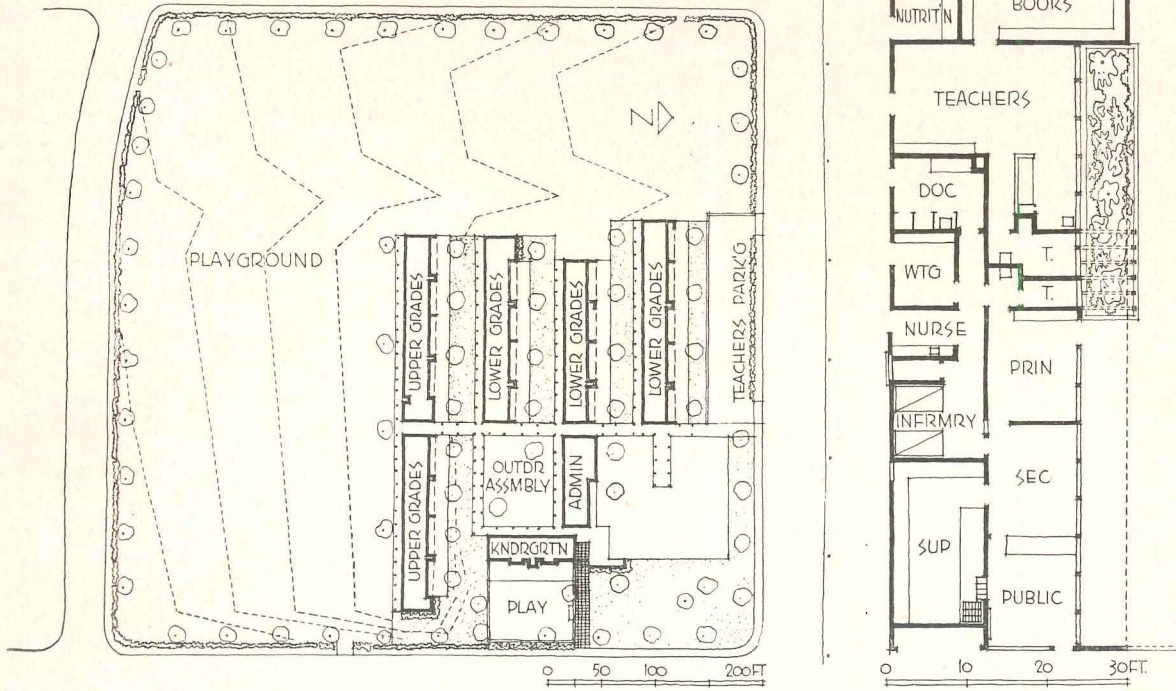 PLAYGROUND
N
UPPER GRADES
LOWER GRADES
LOWER GRADES
LOWER GRADES
TEACHERS PARK'G
UPPER GRADES
OUTDR
ASSMBLY
ADMIN
KNDRGRTN
PLAY
0 50 100 200FT
NUTRIT'N
BOOKS
TEACHERS
DOC
T.
WTG
T.
NURSE
PRIN
INFRMRY
SEC
SUP
PUBLIC
0 10 20 30FT.